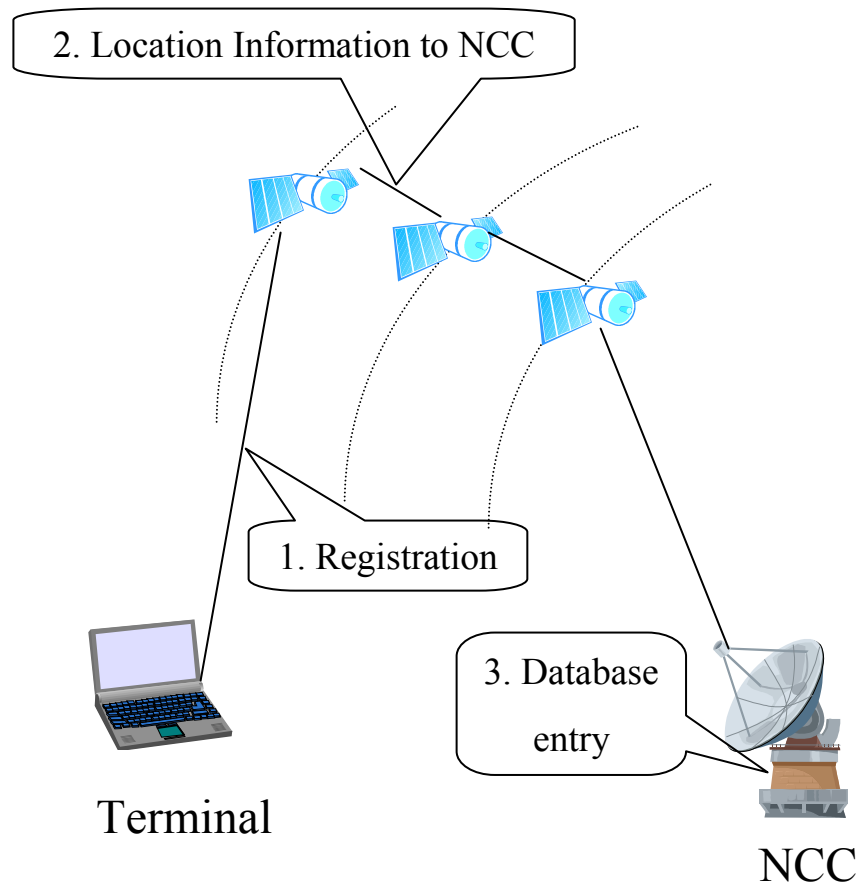 2. Location Information to NCC
1. Registration
3. Database
entry
Terminal
NCC